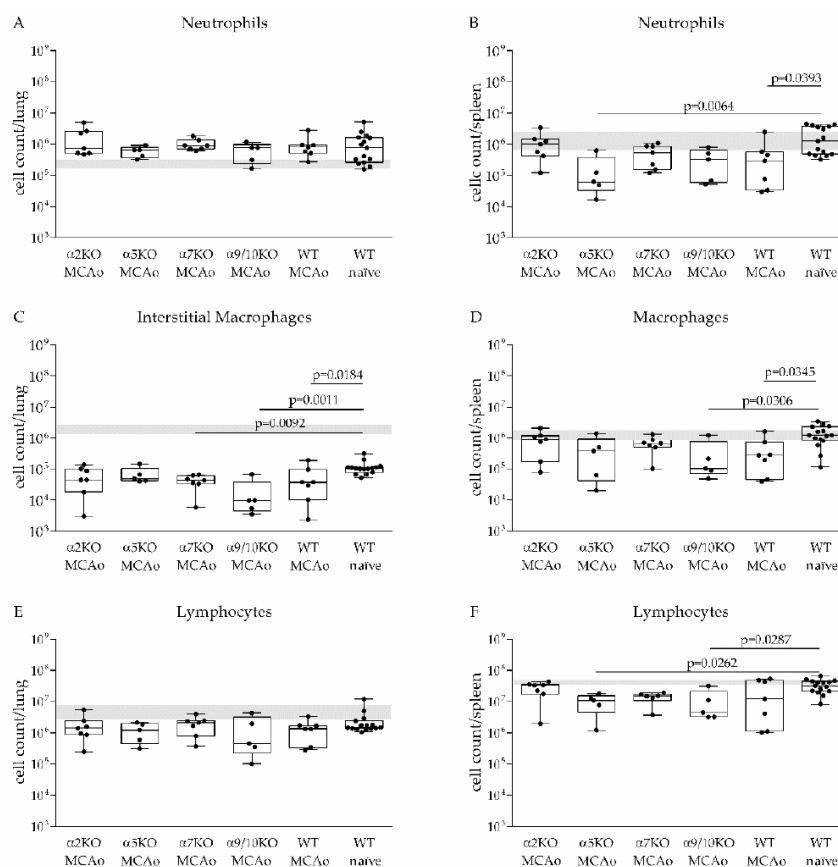 A Neutrophils
cell count/lung
10⁹
10⁸
10⁷
10⁶
10⁵
10⁴
10³
α2KO α5KO α7KO α9/10KO WT WT
MCAo MCAo MCAo MCAo MCAo naïve
B Neutrophils
cellc ount/spleen
10⁹
10⁸
10⁷
10⁶
10⁵
10⁴
10³
p=0.0393
p=0.0064
α2KO α5KO α7KO α9/10KO WT WT
MCAo MCAo MCAo MCAo MCAo naïve
C Interstitial Macrophages
cell count/lung
10⁹
10⁸
10⁷
10⁶
10⁵
10⁴
10³
p=0.0184
p=0.0011
p=0.0092
α2KO α5KO α7KO α9/10KO WT WT
MCAo MCAo MCAo MCAo MCAo naïve
D Macrophages
cell count/spleen
10⁹
10⁸
10⁷
10⁶
10⁵
10⁴
10³
p=0.0345
p=0.0306
α2KO α5KO α7KO α9/10KO WT WT
MCAo MCAo MCAo MCAo MCAo naïve
E Lymphocytes
cell count/lung
10⁹
10⁸
10⁷
10⁶
10⁵
10⁴
10³
α2KO α5KO α7KO α9/10KO WT WT
MCAo MCAo MCAo MCAo MCAo naïve
F Lymphocytes
cell count/spleen
10⁹
10⁸
10⁷
10⁶
10⁵
10⁴
10³
p=0.0287
p=0.0262
α2KO α5KO α7KO α9/10KO WT WT
MCAo MCAo MCAo MCAo MCAo naïve